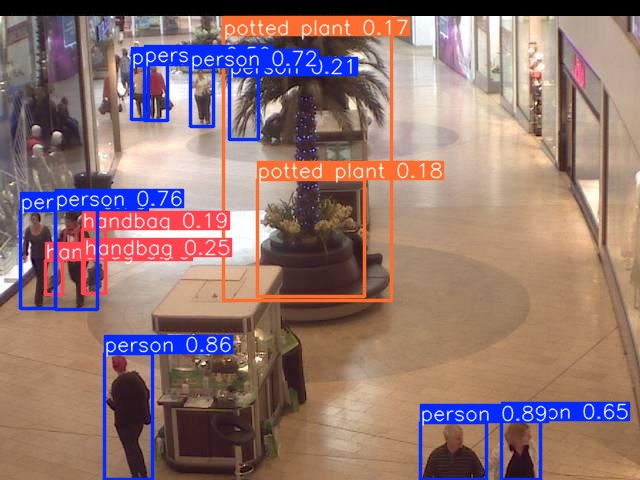 potted plant 0.17
person 0.72
person 0.21
potted plant 0.18
person 0.76
handbag 0.19
handbag 0.25
person 0.86
person 0.89
on 0.65